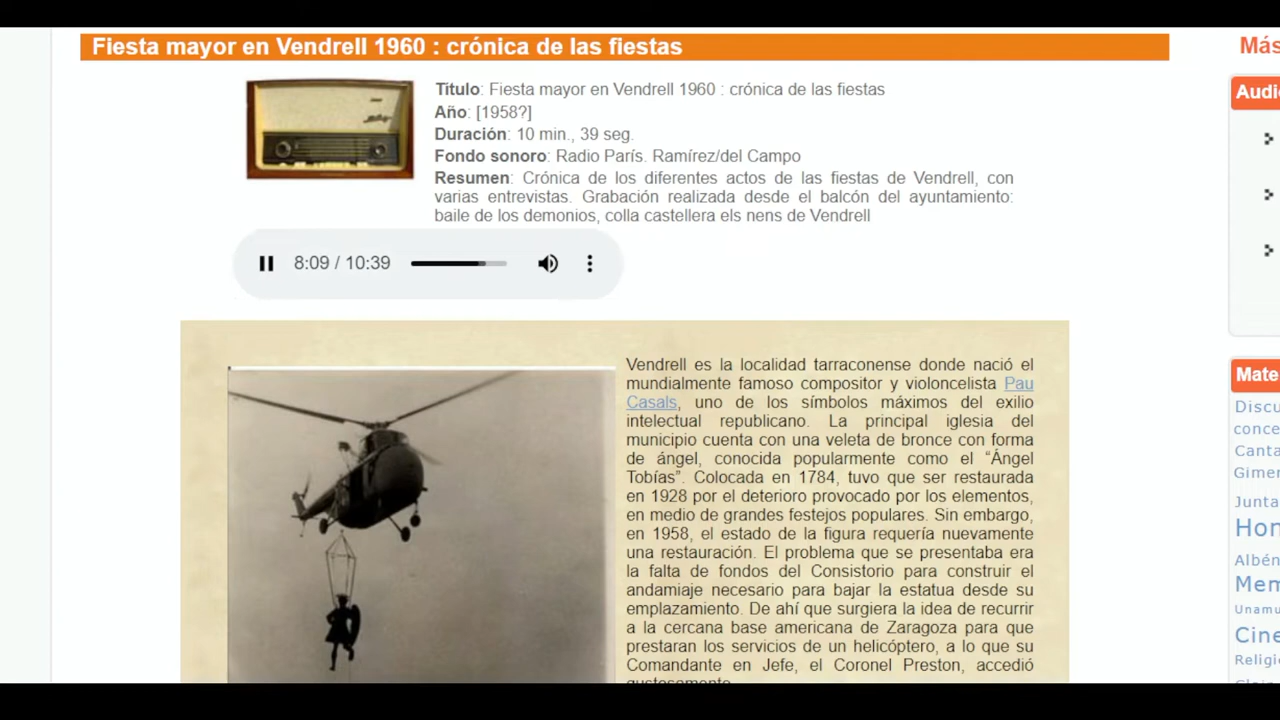 Fiesta mayor en Vendrell 1960 : crónica de las fiestas
Título: Fiesta mayor en Vendrell 1960 : crónica de las fiestas
Año: [1958?]
Duración: 10 min., 39 seg.
Fondo sonoro: Radio París. Ramírez/del Campo
Resumen: Crónica de los diferentes actos de las fiestas de Vendrell, con
varias entrevistas. Grabación realizada desde el balcón del ayuntamiento:
baile de los demonios, colla castellera els nens de Vendrell
8:09 / 10:39
Vendrell es la localidad tarraconense donde nació el
mundialmente famoso compositor y violoncelista Pau
Casals, uno de los símbolos máximos del exilio
intelectual republicano. La principal iglesia del
municipio cuenta con una veleta de bronce con forma
de ángel, conocida popularmente como el “Ángel
Tobías”. Colocada en 1784, tuvo que ser restaurada
en 1928 por el deterioro provocado por los elementos,
en medio de grandes festejos populares. Sin embargo,
en 1958, el estado de la figura requería nuevamente
una restauración. El problema que se presentaba era
la falta de fondos del Consistorio para construir el
andamiaje necesario para bajar la estatua desde su
emplazamiento. De ahí que surgiera la idea de recurrir
a la cercana base americana de Zaragoza para que
prestaran los servicios de un helicóptero, a lo que su
Comandante en Jefe, el Coronel Preston, accedió
Más
Audi
Mate
Discu
conce
Canta
Gimer
Junta
Hon
Albén
Mem
Unamu
Cine
Religi